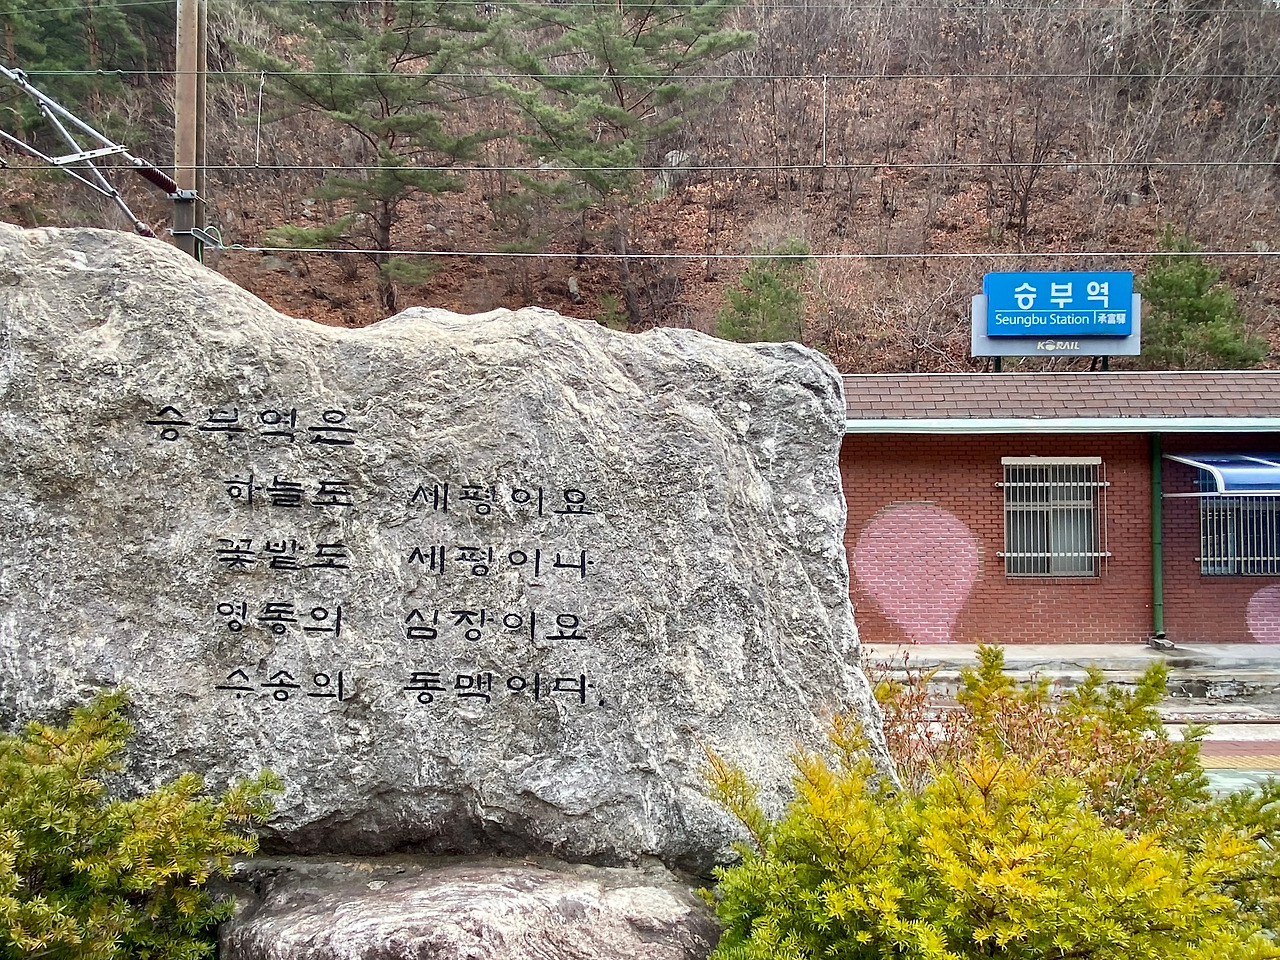 승부역은
하늘도 세평이요
꽃밭도 세평이나
영동의 심장이요
수송의 동맥이다.
승부역
Seungbu Station 承富驛
KORAIL